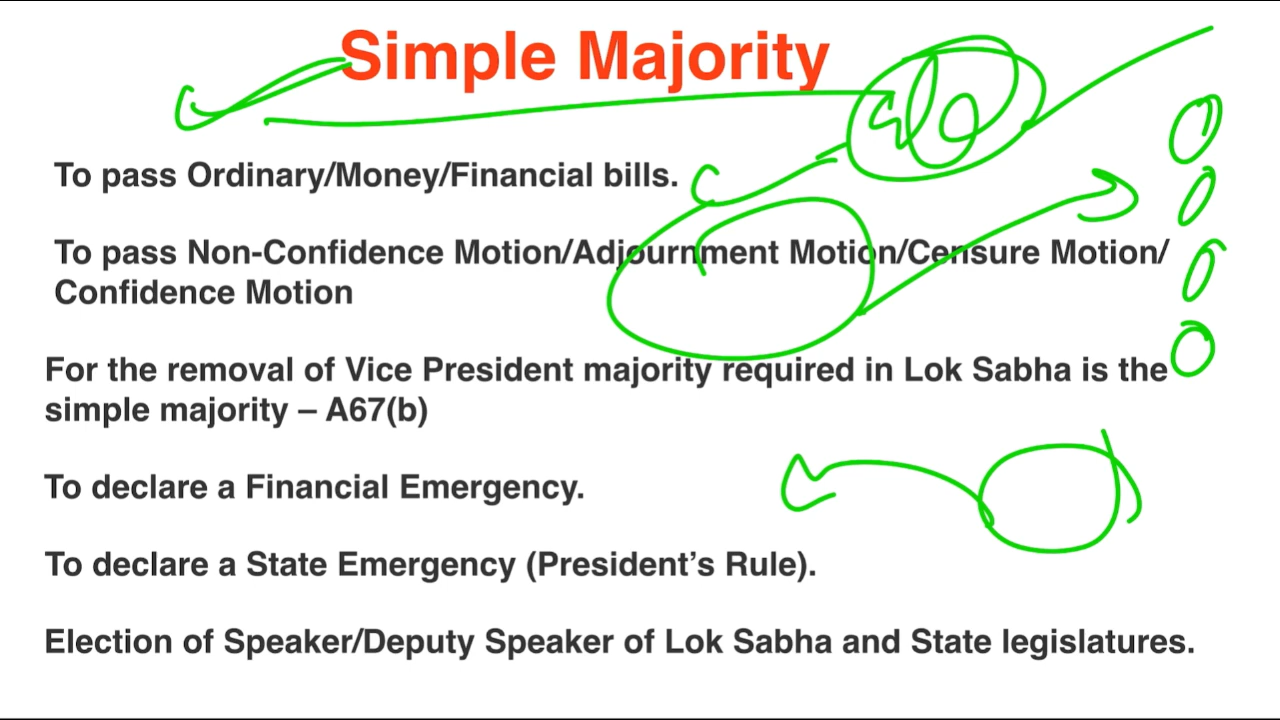 Simple Majority
To pass Ordinary/Money/Financial bills.
To pass Non-Confidence Motion/Adjournment Motion/Censure Motion/
Confidence Motion
For the removal of Vice President majority required in Lok Sabha is the
simple majority – A67(b)
To declare a Financial Emergency.
To declare a State Emergency (President’s Rule).
Election of Speaker/Deputy Speaker of Lok Sabha and State legislatures.